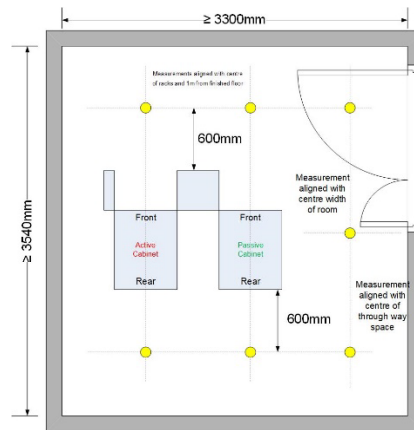 ≥ 3300mm
Measurements aligned with centre
of racks and 1m from finished floor
600mm
Measurement
aligned with
centre width
of room
≥ 3540mm
Front
Front
Active
Cabinet
Passive
Cabinet
Rear
Rear
Measurement
aligned with
centre of
through way
space
600mm